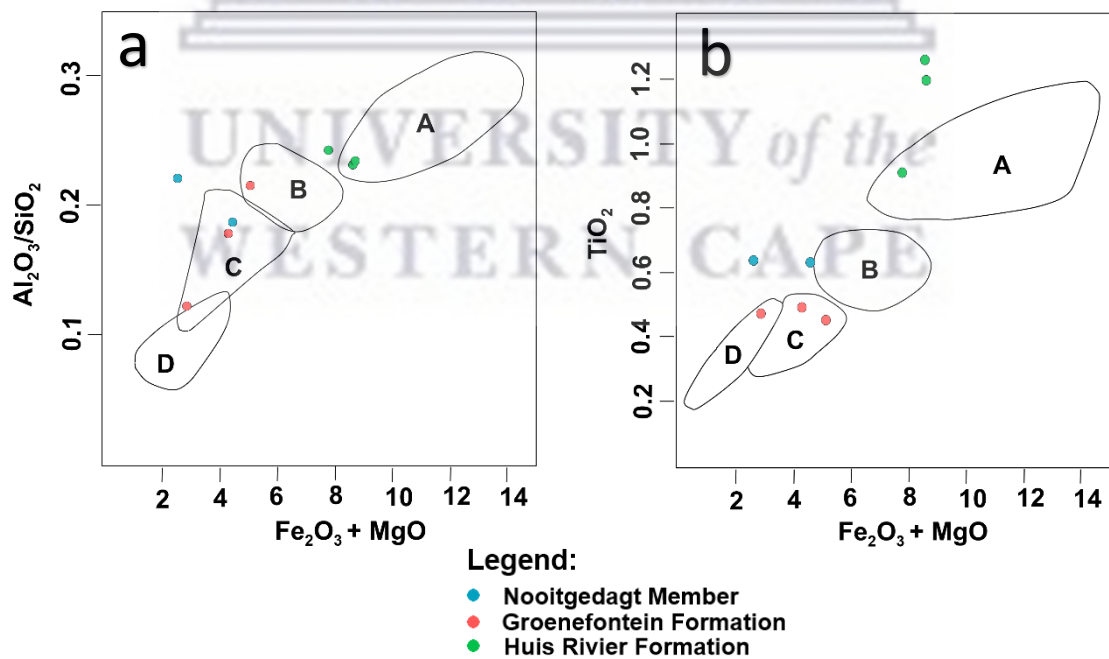 a
b
UNIVERSITY of the
WESTERN CAPE
0.3
0.2
0.1
Al₂O₃/SiO₂
A
B
C
D
2 4 6 8 10 12 14
Fe₂O₃ + MgO
1.2
1.0
0.8
0.6
0.4
0.2
TiO₂
A
B
C
D
2 4 6 8 10 12 14
Fe₂O₃ + MgO
Legend:
Nooitgedagt Member
Groenefontein Formation
Huis Rivier Formation